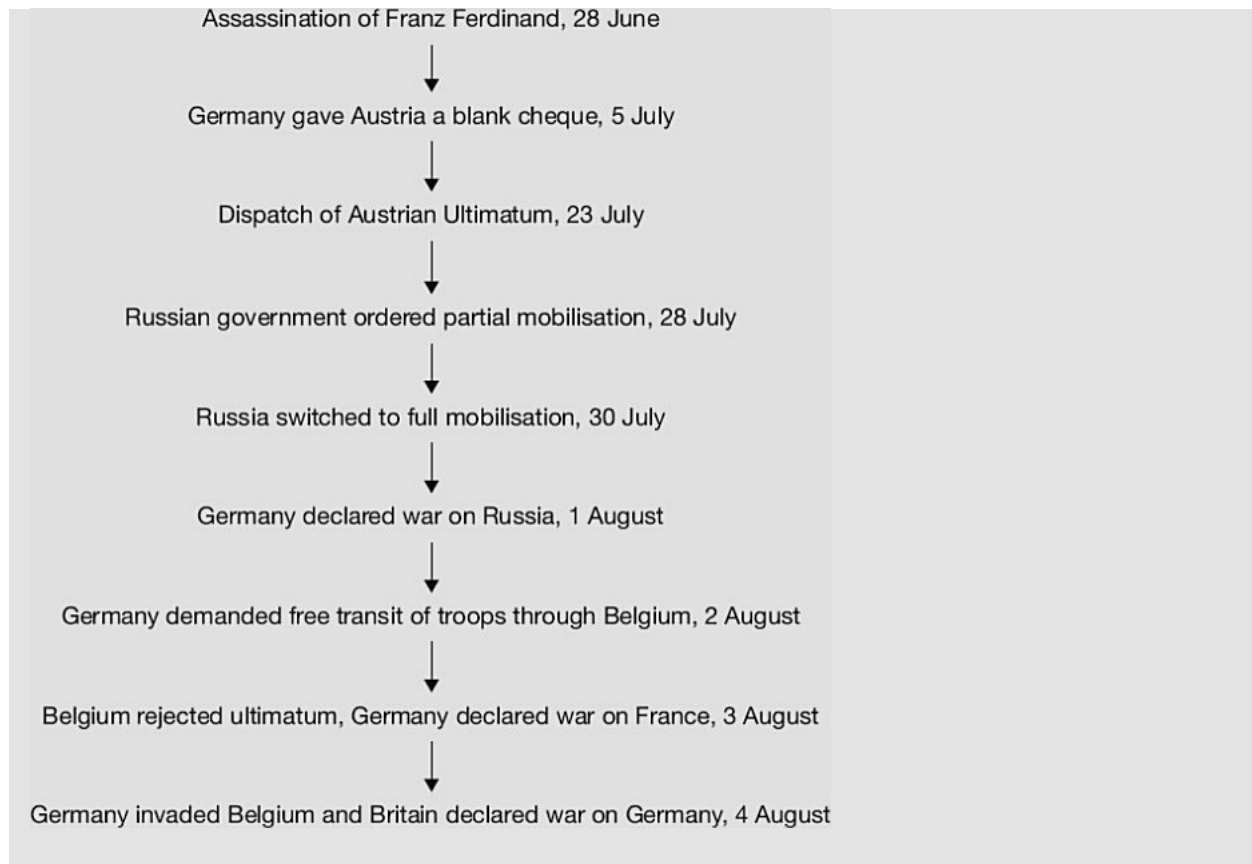 Assassination of Franz Ferdinand, 28 June
Germany gave Austria a blank cheque, 5 July
Dispatch of Austrian Ultimatum, 23 July
Russian government ordered partial mobilisation, 28 July
Russia switched to full mobilisation, 30 July
Germany declared war on Russia, 1 August
Germany demanded free transit of troops through Belgium, 2 August
Belgium rejected ultimatum, Germany declared war on France, 3 August
Germany invaded Belgium and Britain declared war on Germany, 4 August